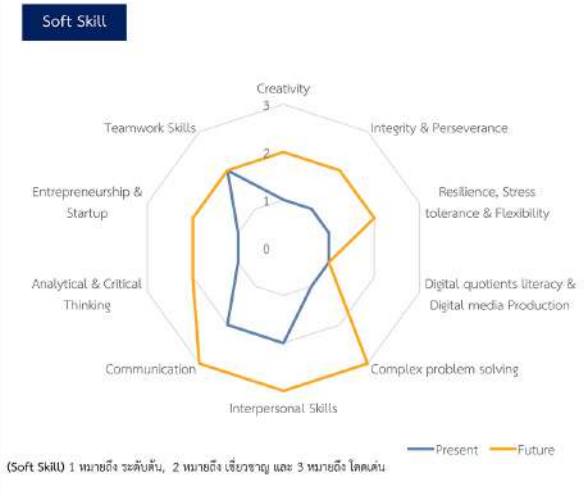 Soft Skill
Creativity
3
Teamwork Skills
Integrity & Perseverance
2
Entrepreneurship &
Startup
Resilience, Stress
tolerance & Flexibility
1
0
Analytical & Critical
Thinking
Digital quotients literacy &
Digital media Production
Communication
Complex problem solving
Interpersonal Skills
Present
Future
(Soft Skill) 1 หมายถึง ระดับต้น, 2 หมายถึง เชี่ยวชาญ และ 3 หมายถึง โดดเด่น